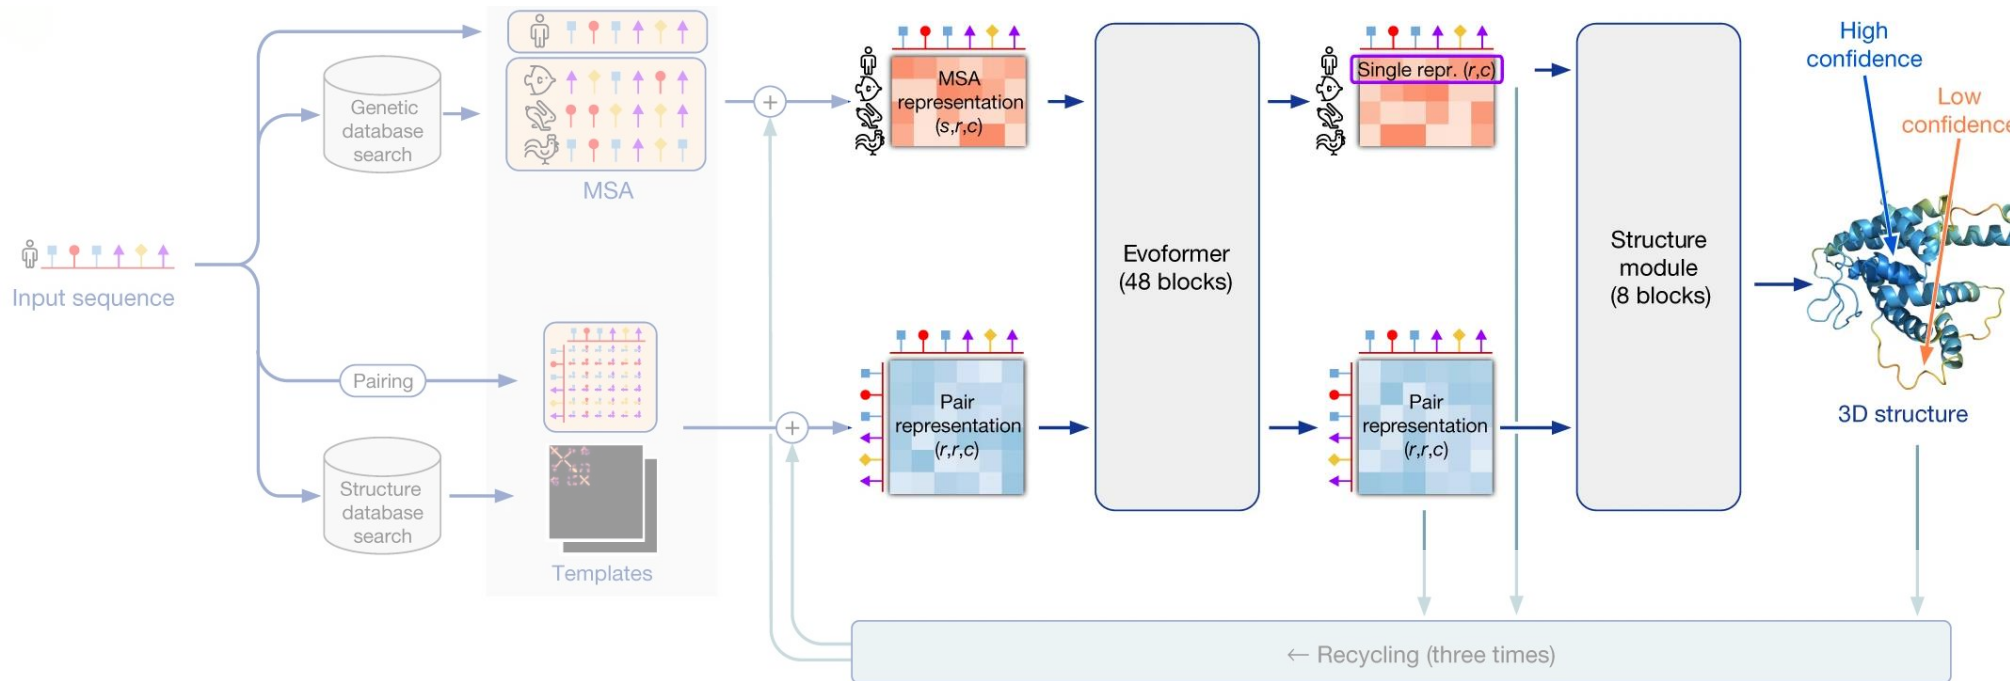 Input sequence
Genetic
database
search
MSA
Pairing
Structure
database
search
Templates
+
+
MSA
representation
(s,r,c)
Pair
representation
(r,r,c)
Evoformer
(48 blocks)
Single repr. (r,c)
Pair
representation
(r,r,c)
Structure
module
(8 blocks)
High
confidence
Low
confidence
3D structure
← Recycling (three times)